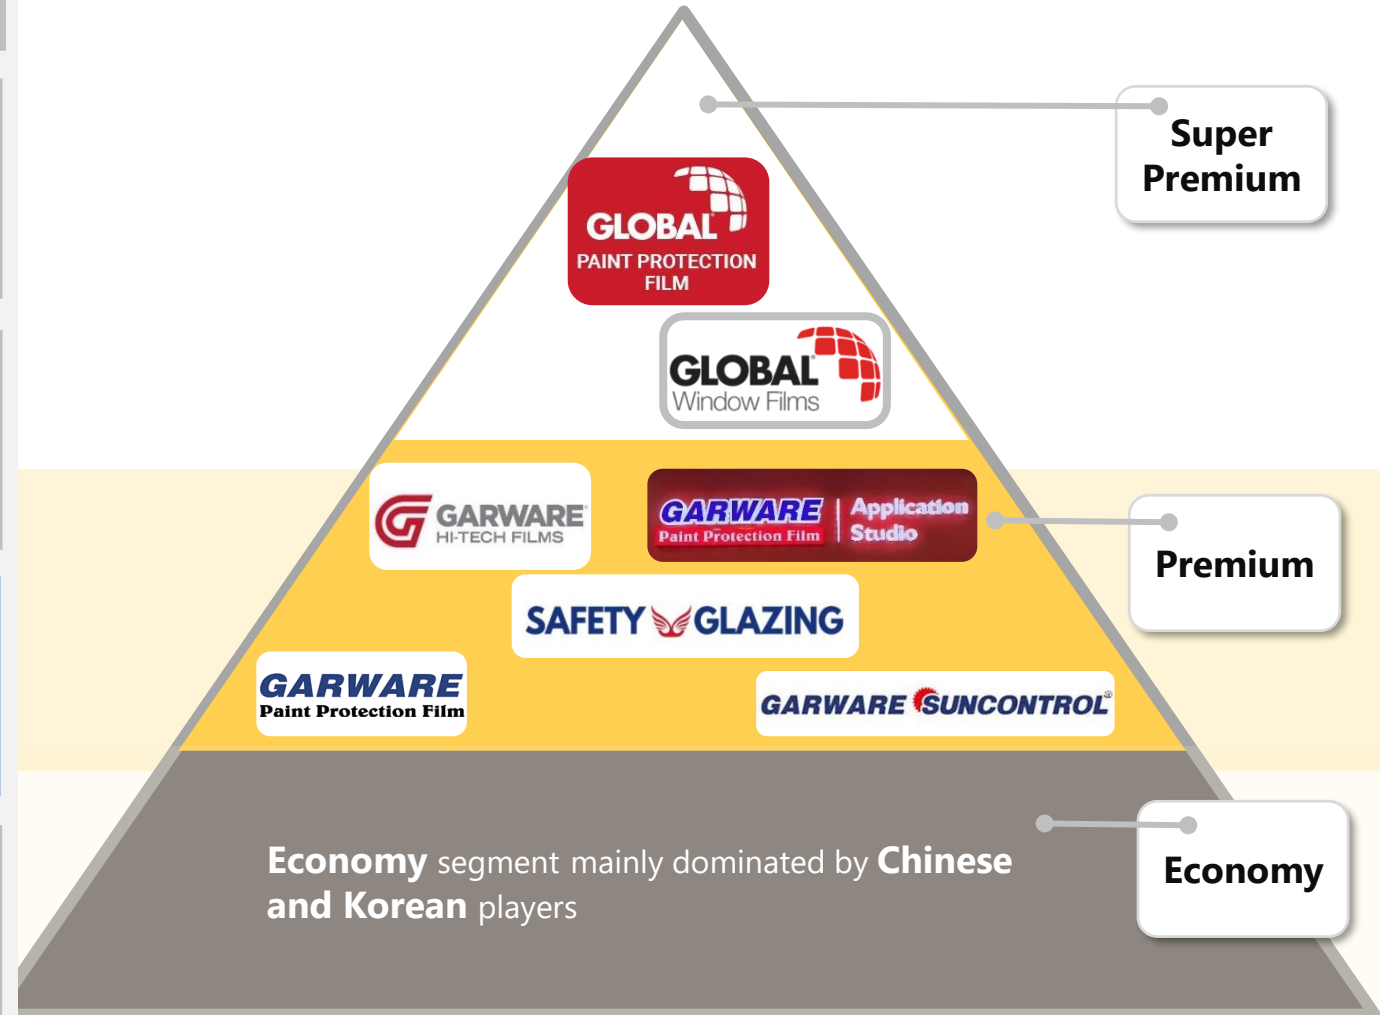 Super
Premium
GLOBAL
PAINT PROTECTION
FILM
GLOBAL
Window Films
GARWARE
HI-TECH FILMS
GARWARE
Paint Protection Film
Application
Studio
Premium
SAFETY GLAZING
GARWARE
Paint Protection Film
GARWARE SUNCONTROL®
Economy segment mainly dominated by Chinese
and Korean players
Economy